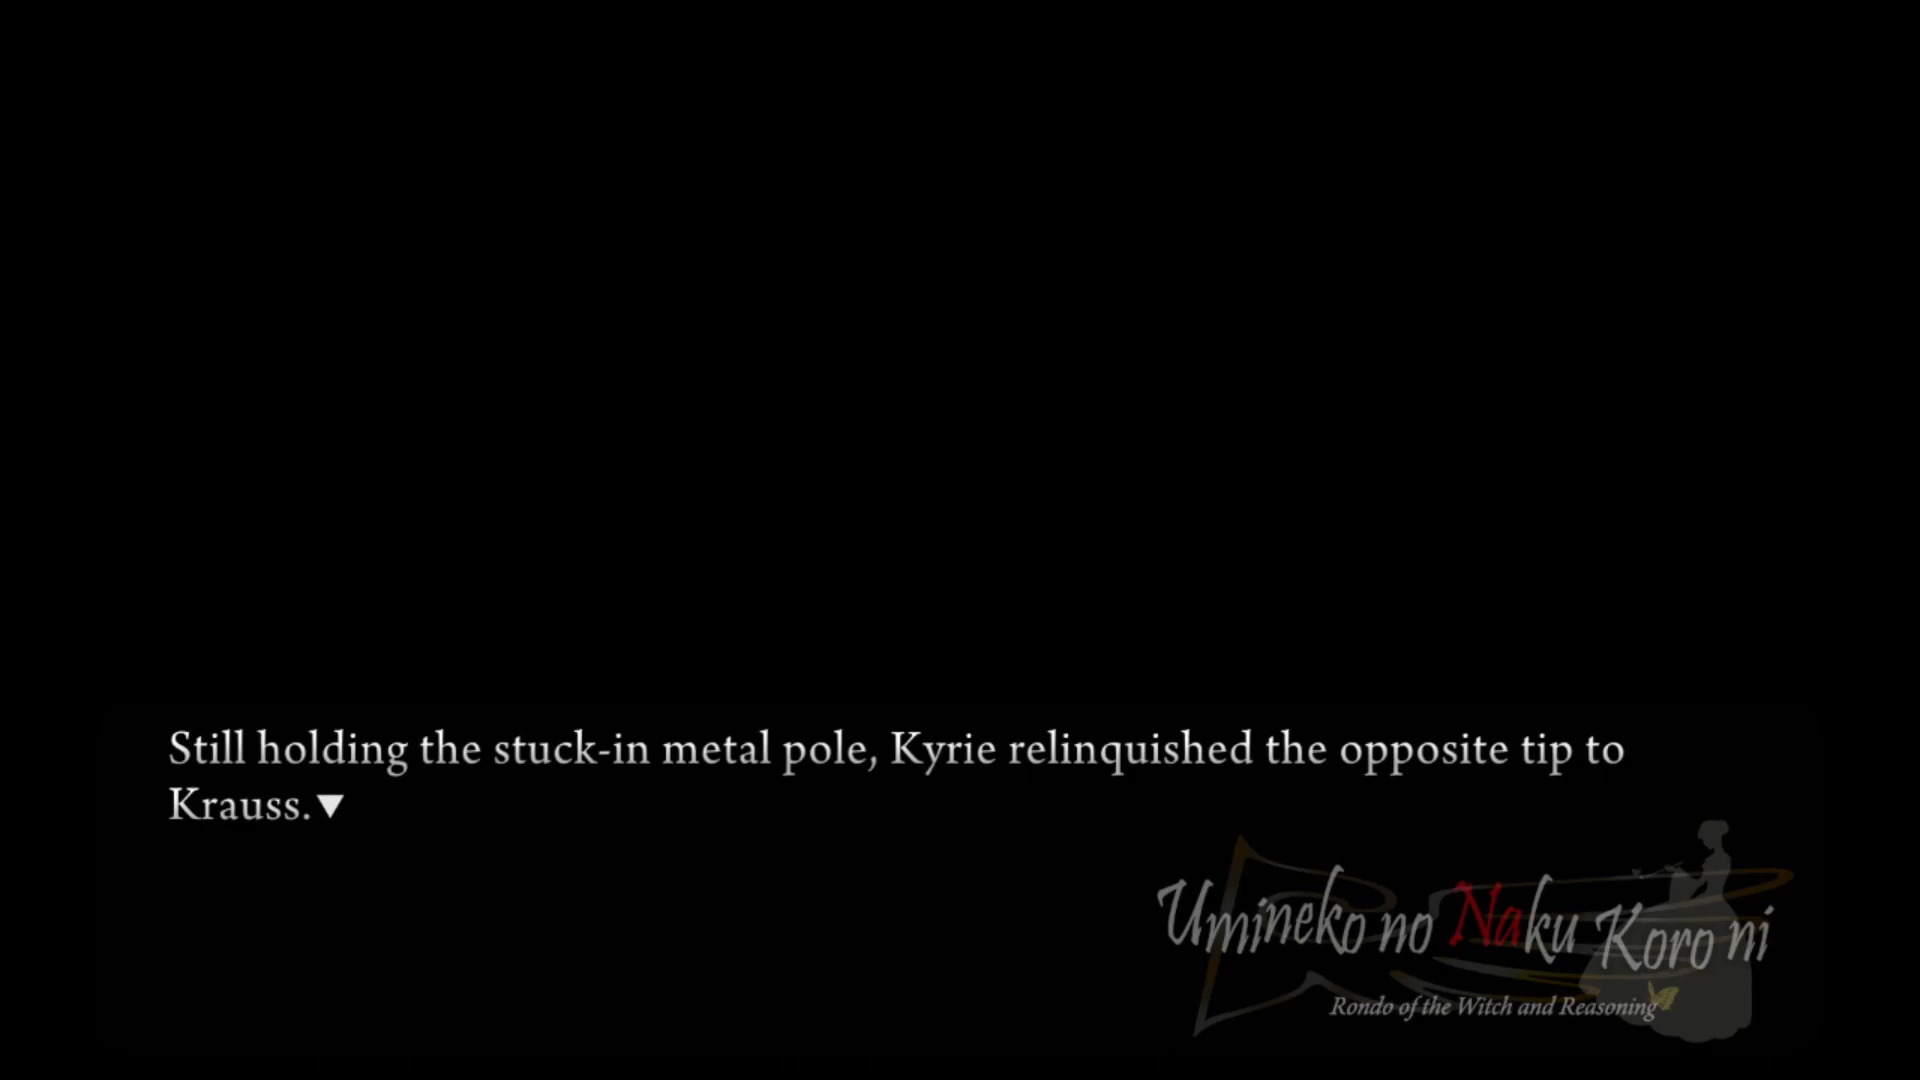 Still holding the stuck-in metal pole, Kyrie relinquished the opposite tip to
Krauss.▼
Umineko no Naku Koro ni
Rondo of the Witch and Reasoning